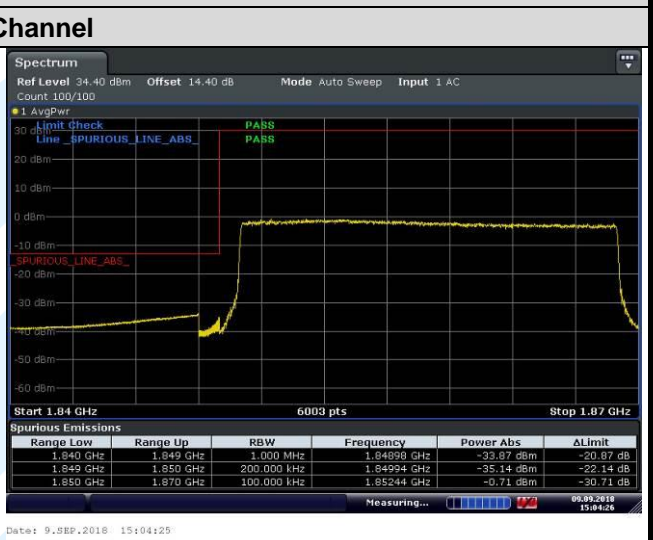 Channel
Spectrum
Ref Level 34.40 dBm Offset 14.40 dB Mode Auto Sweep Input 1 AC
Count 100/100
1 AvgPwr
30 dBm Limit Check PASS
Line _SPURIOUS_LINE_ABS_ PASS
20 dBm
10 dBm
0 dBm
-10 dBm
_SPURIOUS_LINE_ABS_
-20 dBm
-30 dBm
-40 dBm
-50 dBm
-60 dBm
Start 1.84 GHz 6003 pts Stop 1.87 GHz
Spurious Emissions
Range Low Range Up RBW Frequency Power Abs ΔLimit
1.840 GHz 1.849 GHz 1.000 MHz 1.84898 GHz -33.87 dBm -20.87 dB
1.849 GHz 1.850 GHz 200.000 kHz 1.84994 GHz -35.14 dBm -22.14 dB
1.850 GHz 1.870 GHz 100.000 kHz 1.85244 GHz -0.71 dBm -30.71 dB
Measuring... 09.09.2018
15:04:26
Date: 9.SEP.2018 15:04:25